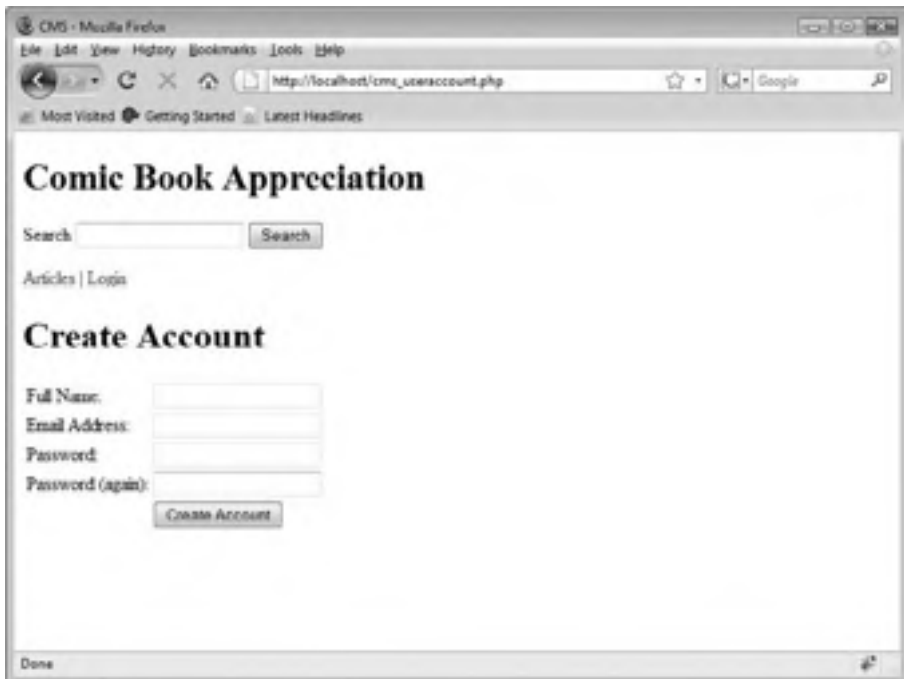 CMS - Mozilla Firefox
File Edit View History Bookmarks Tools Help
http://localhost/cms_useraccount.php
Google
Most Visited Getting Started Latest Headlines
Comic Book Appreciation
Search Search
Articles | Login
Create Account
Full Name:
Email Address:
Password:
Password (again):
Create Account
Done